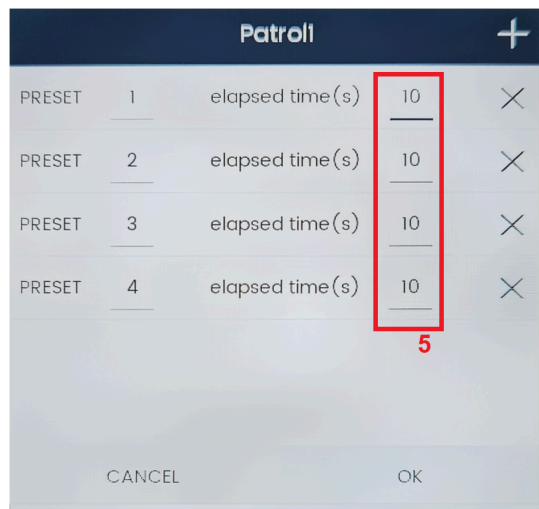 Patrol1
PRESET 1 elapsed time(s) 10
PRESET 2 elapsed time(s) 10
PRESET 3 elapsed time(s) 10
PRESET 4 elapsed time(s) 10
5
CANCEL OK